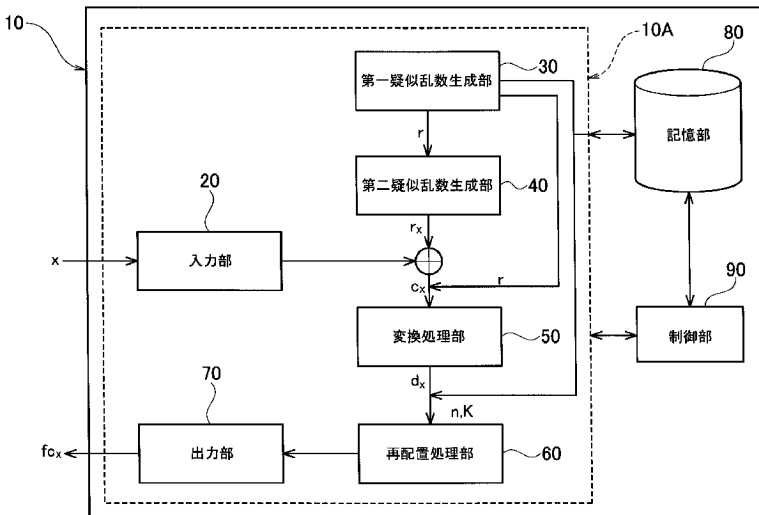 10
10A
80
30
第一疑似乱数生成部
記憶部
r
第二疑似乱数生成部
40
20
rx
x
入力部
cx
r
90
変換処理部
50
制御部
dx
70
n,K
fcx
出力部
再配置処理部
60